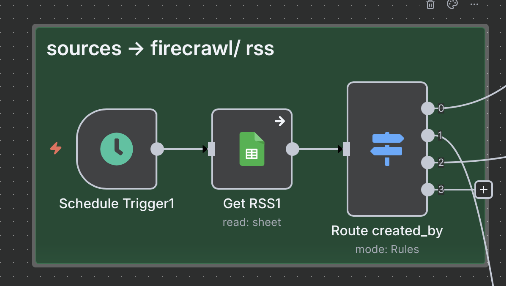 sources → firecrawl/ rss
0
1
2
3
Schedule Trigger1
Get RSS1
read: sheet
Route created_by
mode: Rules